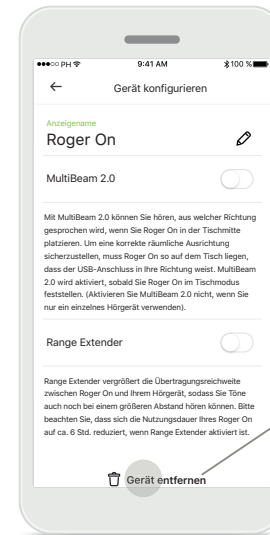 PH 9:41 AM 100 %
Gerät konfigurieren
Anzeigename
Roger On
MultiBeam 2.0
Mit MultiBeam 2.0 können Sie hören, aus welcher Richtung
gesprochen wird, wenn Sie Roger On in der Tischmitte
platzieren. Um eine korrekte räumliche Ausrichtung
sicherzustellen, muss Roger On so auf dem Tisch liegen,
dass der USB-Anschluss in Ihre Richtung weist. MultiBeam
2.0 wird aktiviert, sobald Sie Roger On im Tischmodus
feststellen. (Aktivieren Sie MultiBeam 2.0 nicht, wenn Sie
nur ein einzelnes Hörgerät verwenden).
Range Extender
Range Extender vergrößert die Übertragungsreichweite
zwischen Roger On und Ihrem Hörgerät, sodass Sie Töne
auch noch bei einem größeren Abstand hören können. Bitte
beachten Sie, dass sich die Nutzungsdauer Ihres Roger On
auf ca. 6 Std. reduziert, wenn Range Extender aktiviert ist.
Gerät entfernen